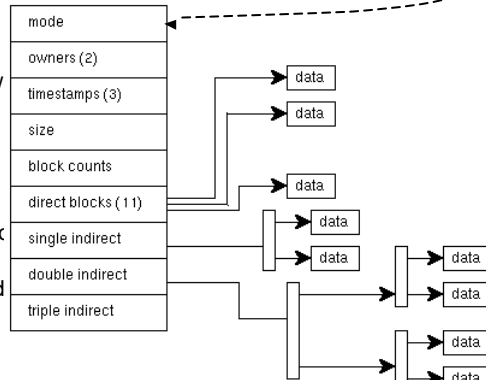 mode
owners (2)
timestamps (3)
size
block counts
direct blocks (11)
single indirect
double indirect
triple indirect
data
data
data
data
data
data
data
data
data